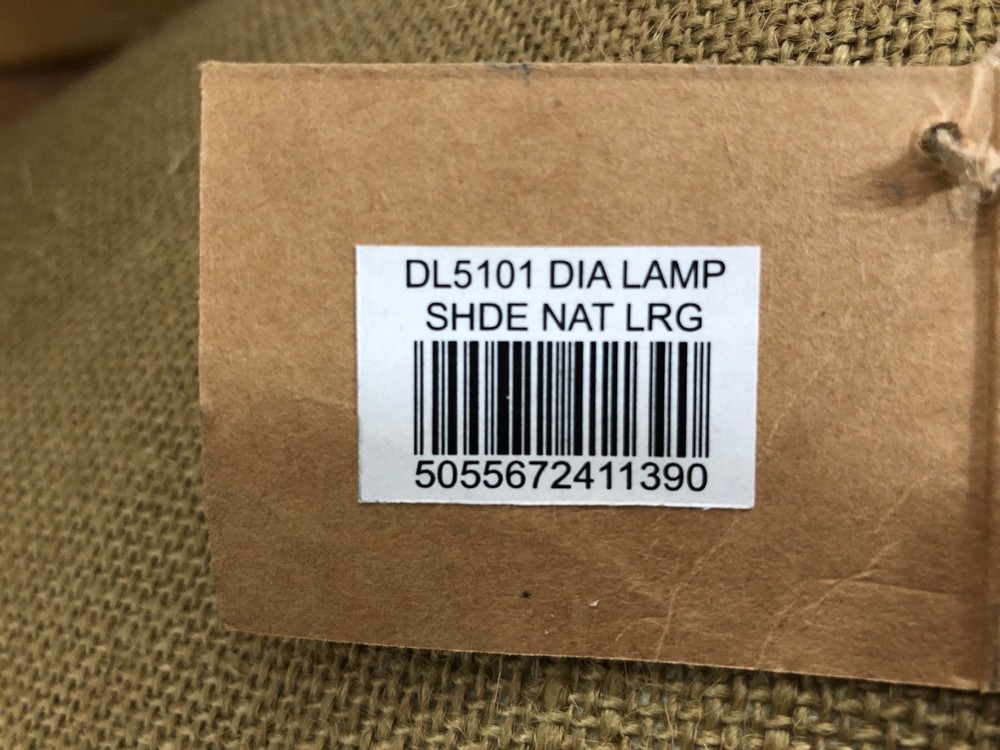 DL5101 DIA LAMP
SHDE NAT LRG
5055672411390